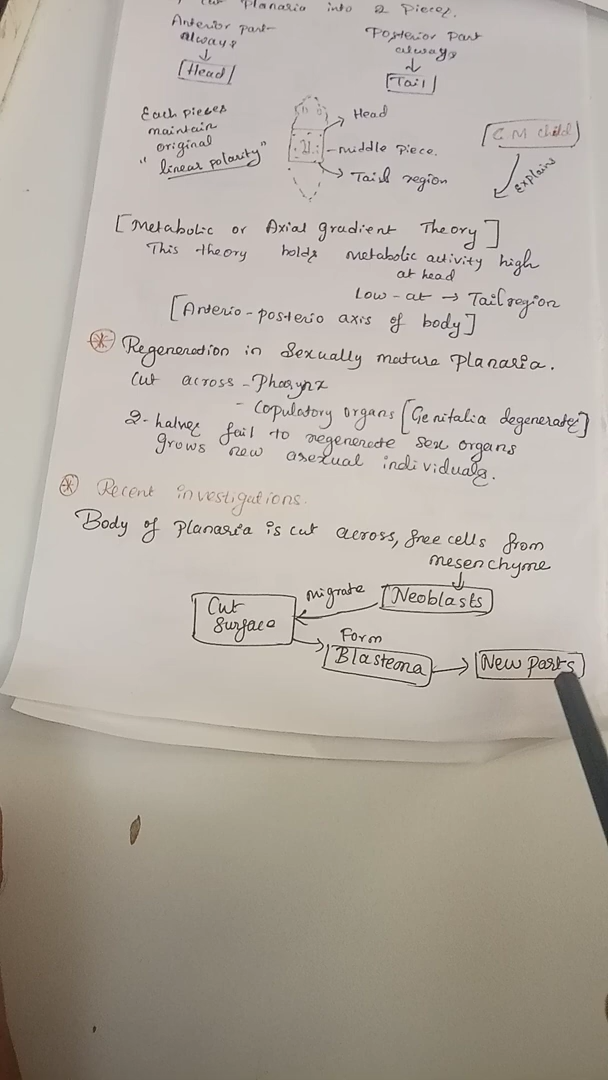 cut Planaria into 2 Pieces.
Anterior part-
always
[Head]
Posterior part
always
[Tail]
Each pieces
maintain
original
"linear polarity"
Head
-middle piece.
Tail region
[C M child]
Explain
[Metabolic or Axial gradient Theory]
This theory holds metabolic activity high
at head
Low-at → Tail region
[Anterio-posterio axis of body]
Regeneration in Sexually mature Planaria.
Cut across -Pharynx
- Copulatory organs [Genitalia degenerates]
2-halves fail to regenerate sex organs
grows new asexual individuals.
Recent investigations.
Body of Planaria is cut across, free cells from
mesenchyme
Neoblasts
migrate
Cut
Surface
Form
Blastema
New parts